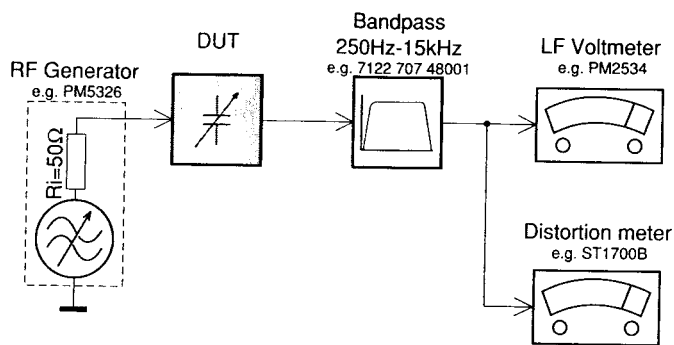 RF Generator
e.g. PM5326
Ri=50Ω
DUT
Bandpass
250Hz-15kHz
e.g. 7122 707 48001
LF Voltmeter
e.g. PM2534
Distortion meter
e.g. ST1700B